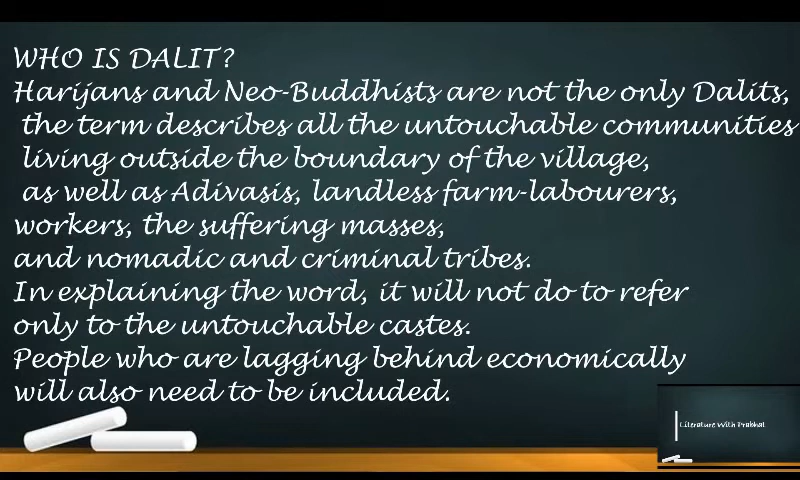 WHO IS DALIT?
Harijans and Neo-Buddhists are not the only Dalits,
the term describes all the untouchable communities
living outside the boundary of the village,
as well as Adivasis, landless farm-labourers,
workers, the suffering masses,
and nomadic and criminal tribes.
In explaining the word, it will not do to refer
only to the untouchable castes.
People who are lagging behind economically
will also need to be included.
Literature With Prabhat